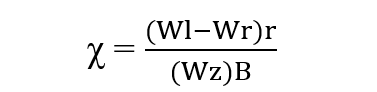 χ = (Wl−Wr)r / (Wz)B